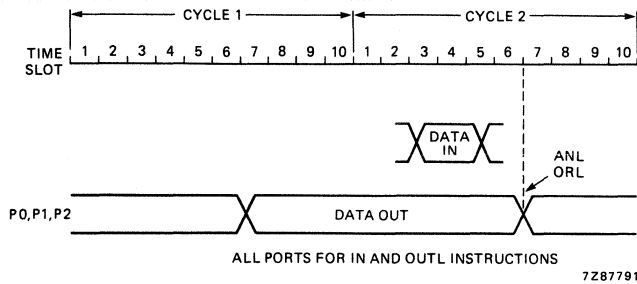 CYCLE 1 CYCLE 2
TIME SLOT 1 2 3 4 5 6 7 8 9 10 1 2 3 4 5 6 7 8 9 10
DATA IN
ANL
ORL
P0,P1,P2 DATA OUT
ALL PORTS FOR IN AND OUTL INSTRUCTIONS
7Z87791